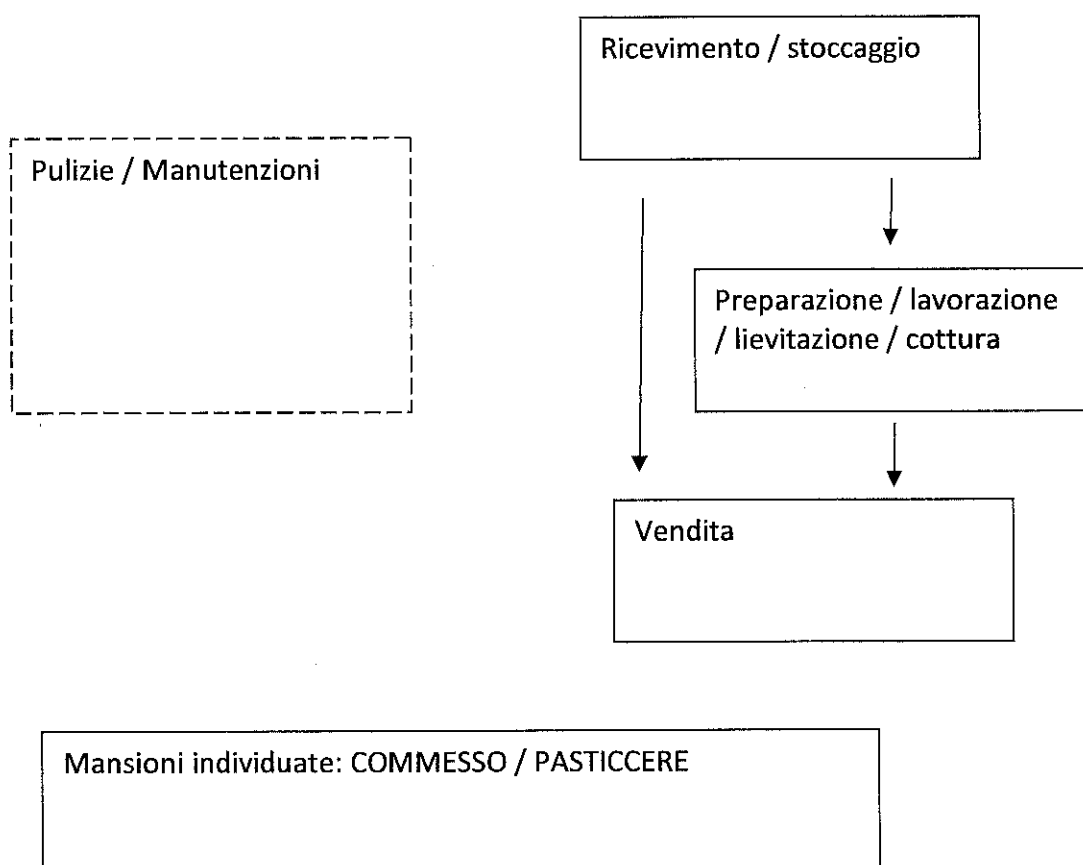 Ricevimento / stoccaggio
Pulizie / Manutenzioni
Preparazione / lavorazione
/ lievitazione / cottura
Vendita
Mansioni individuate: COMMESSO / PASTICCERE